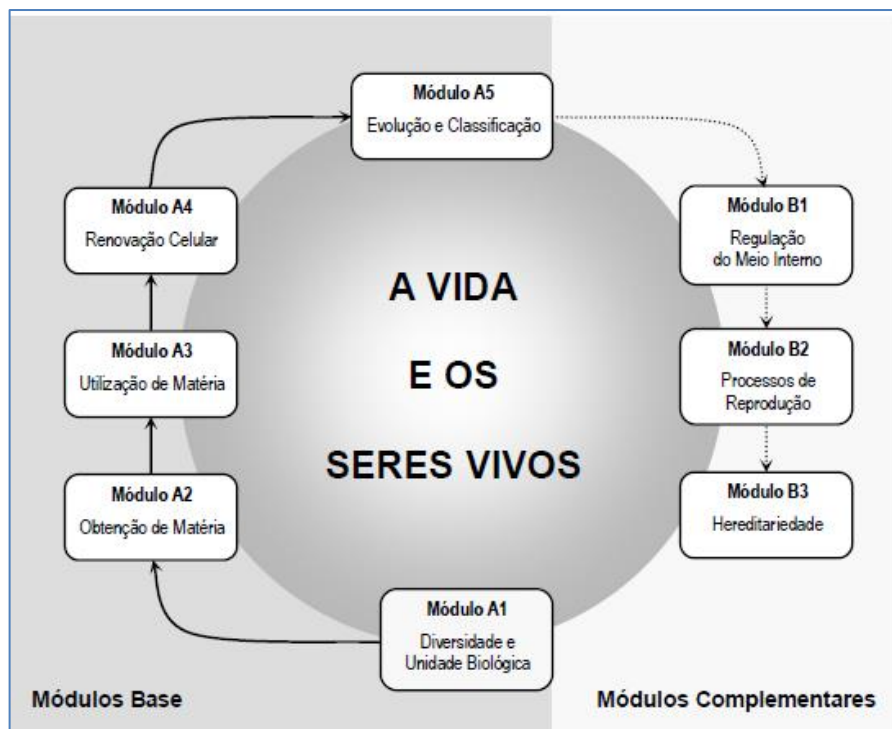 Módulo A5
Evolução e Classificação
Módulo A4
Renovação Celular
Módulo B1
Regulação
do Meio Interno
A VIDA
E OS
SERES VIVOS
Módulo A3
Utilização de Matéria
Módulo B2
Processos de
Reprodução
Módulo A2
Obtenção de Matéria
Módulo B3
Hereditariedade
Módulo A1
Diversidade e
Unidade Biológica
Módulos Base
Módulos Complementares